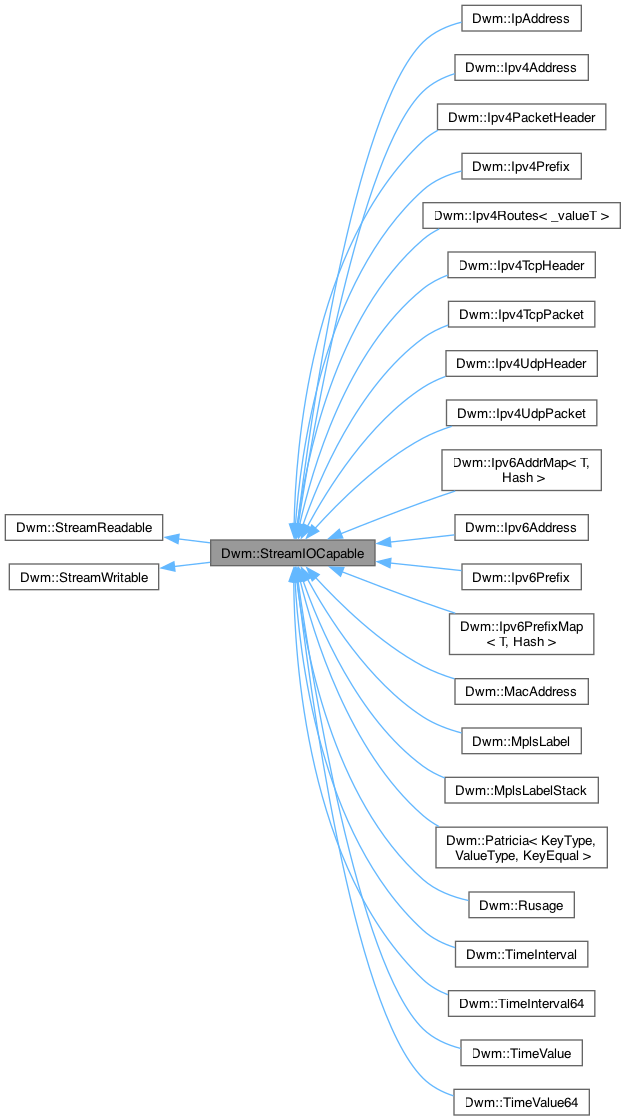 Dwm::IpAddress
Dwm::Ipv4Address
Dwm::Ipv4PacketHeader
Dwm::Ipv4Prefix
Dwm::Ipv4Routes< _valueT >
Dwm::Ipv4TcpHeader
Dwm::Ipv4TcpPacket
Dwm::Ipv4UdpHeader
Dwm::Ipv4UdpPacket
Dwm::Ipv6AddrMap< T,
Hash >
Dwm::StreamReadable
Dwm::Ipv6Address
Dwm::StreamIOCapable
Dwm::StreamWritable
Dwm::Ipv6Prefix
Dwm::Ipv6PrefixMap
< T, Hash >
Dwm::MacAddress
Dwm::MplsLabel
Dwm::MplsLabelStack
Dwm::Patricia< KeyType,
ValueType, KeyEqual >
Dwm::Rusage
Dwm::TimeInterval
Dwm::TimeInterval64
Dwm::TimeValue
Dwm::TimeValue64